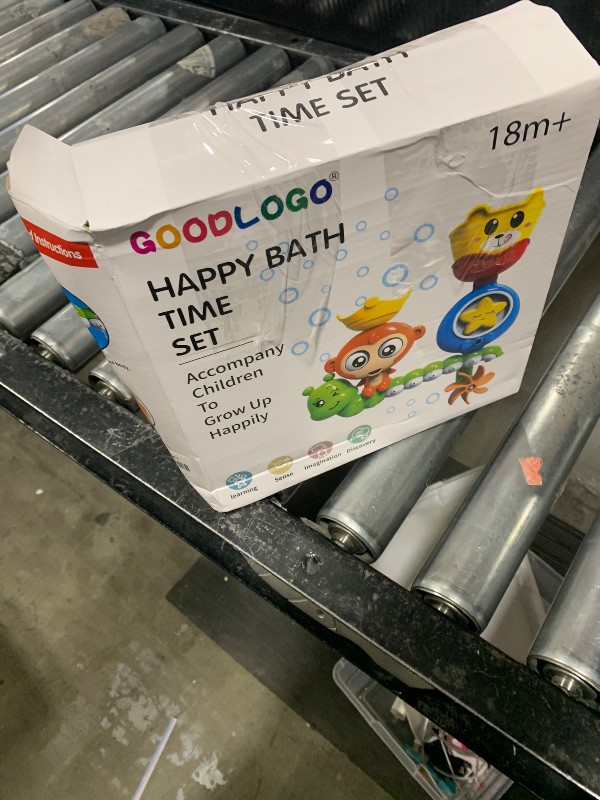 HAPPY BATH
TIME SET
18m+
Instructions
GOODLOGO®
HAPPY BATH
TIME
SET
Accompany
Children
To
Grow Up
Happily
learning
Sense
Imagination
Discovery